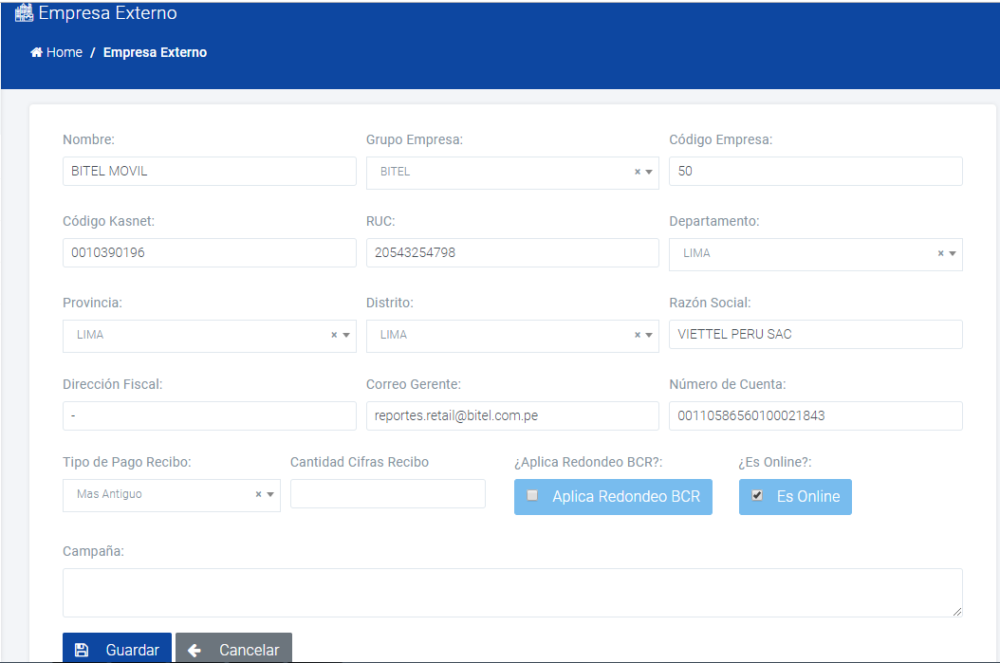 Empresa Externo
Home / Empresa Externo
Nombre: Grupo Empresa: Código Empresa:
BITEL MOVIL BITEL × 50
Código Kasnet: RUC: Departamento:
0010390196 20543254798 LIMA ×
Provincia: Distrito: Razón Social:
LIMA × LIMA × VIETTEL PERU SAC
Dirección Fiscal: Correo Gerente: Número de Cuenta:
- reportes.retail@bitel.com.pe 00110586560100021843
Tipo de Pago Recibo: Cantidad Cifras Recibo ¿Aplica Redondeo BCR?: ¿Es Online?:
Mas Antiguo × Aplica Redondeo BCR Es Online
Campaña:
Guardar Cancelar